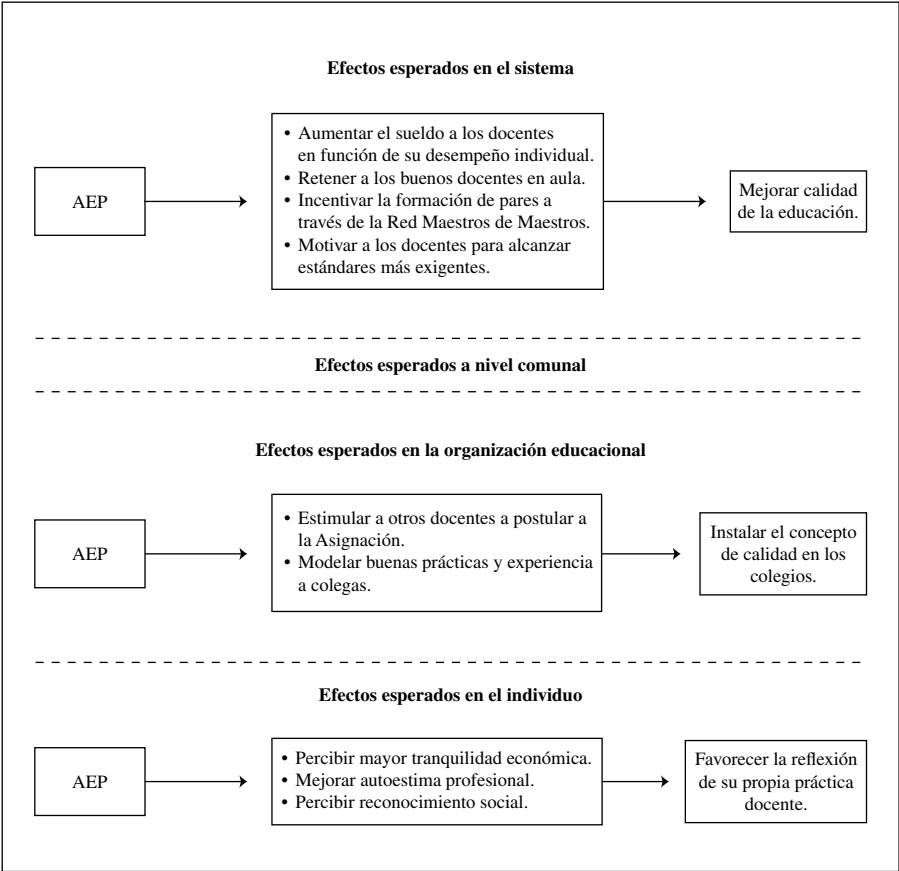 Efectos esperados en el sistema
AEP
• Aumentar el sueldo a los docentes
en función de su desempeño individual.
• Retener a los buenos docentes en aula.
• Incentivar la formación de pares a
través de la Red Maestros de Maestros.
• Motivar a los docentes para alcanzar
estándares más exigentes.
Mejorar calidad
de la educación.
Efectos esperados a nivel comunal
Efectos esperados en la organización educacional
AEP
• Estimular a otros docentes a postular a
la Asignación.
• Modelar buenas prácticas y experiencia
a colegas.
Instalar el concepto
de calidad en los
colegios.
Efectos esperados en el individuo
AEP
• Percibir mayor tranquilidad económica.
• Mejorar autoestima profesional.
• Percibir reconocimiento social.
Favorecer la reflexión
de su propia práctica
docente.